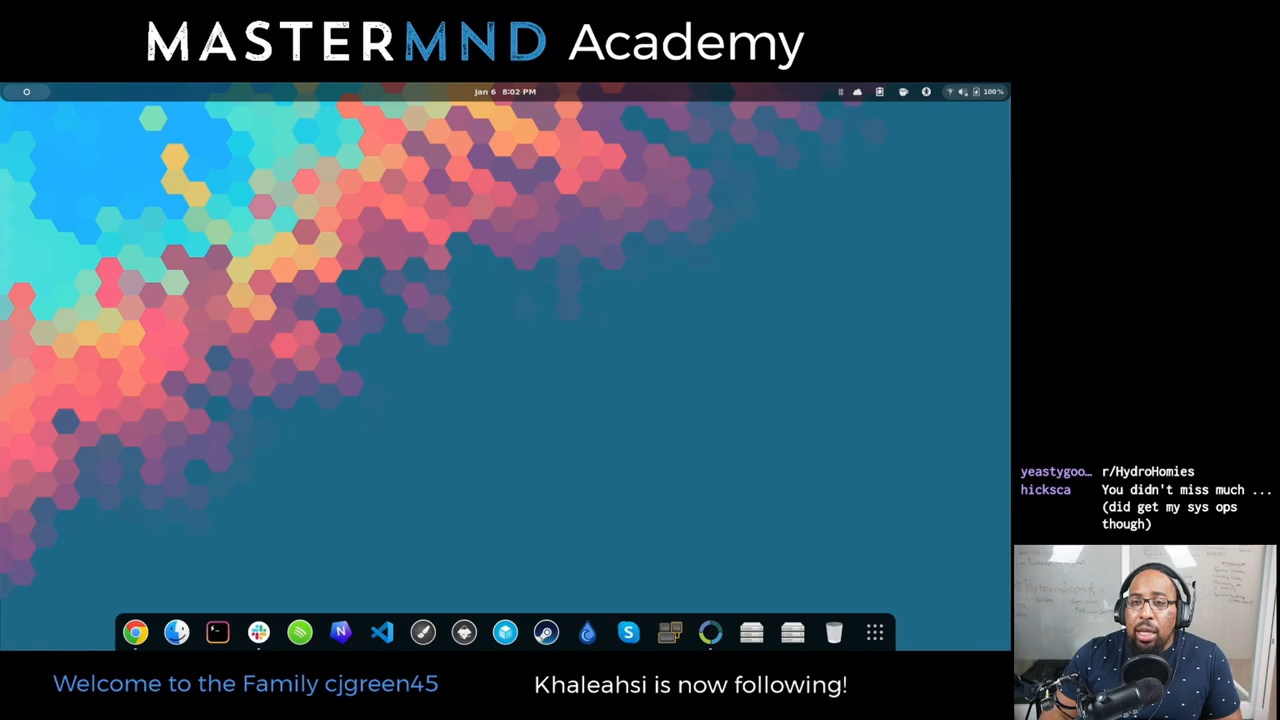 MASTERMND Academy
Jan 6 8:02 PM
100%
yeastygoo… r/HydroHomies
hicksca You didn't miss much ...
(did get my sys ops
though)
Welcome to the Family cjgreen45
Khaleahsi is now following!